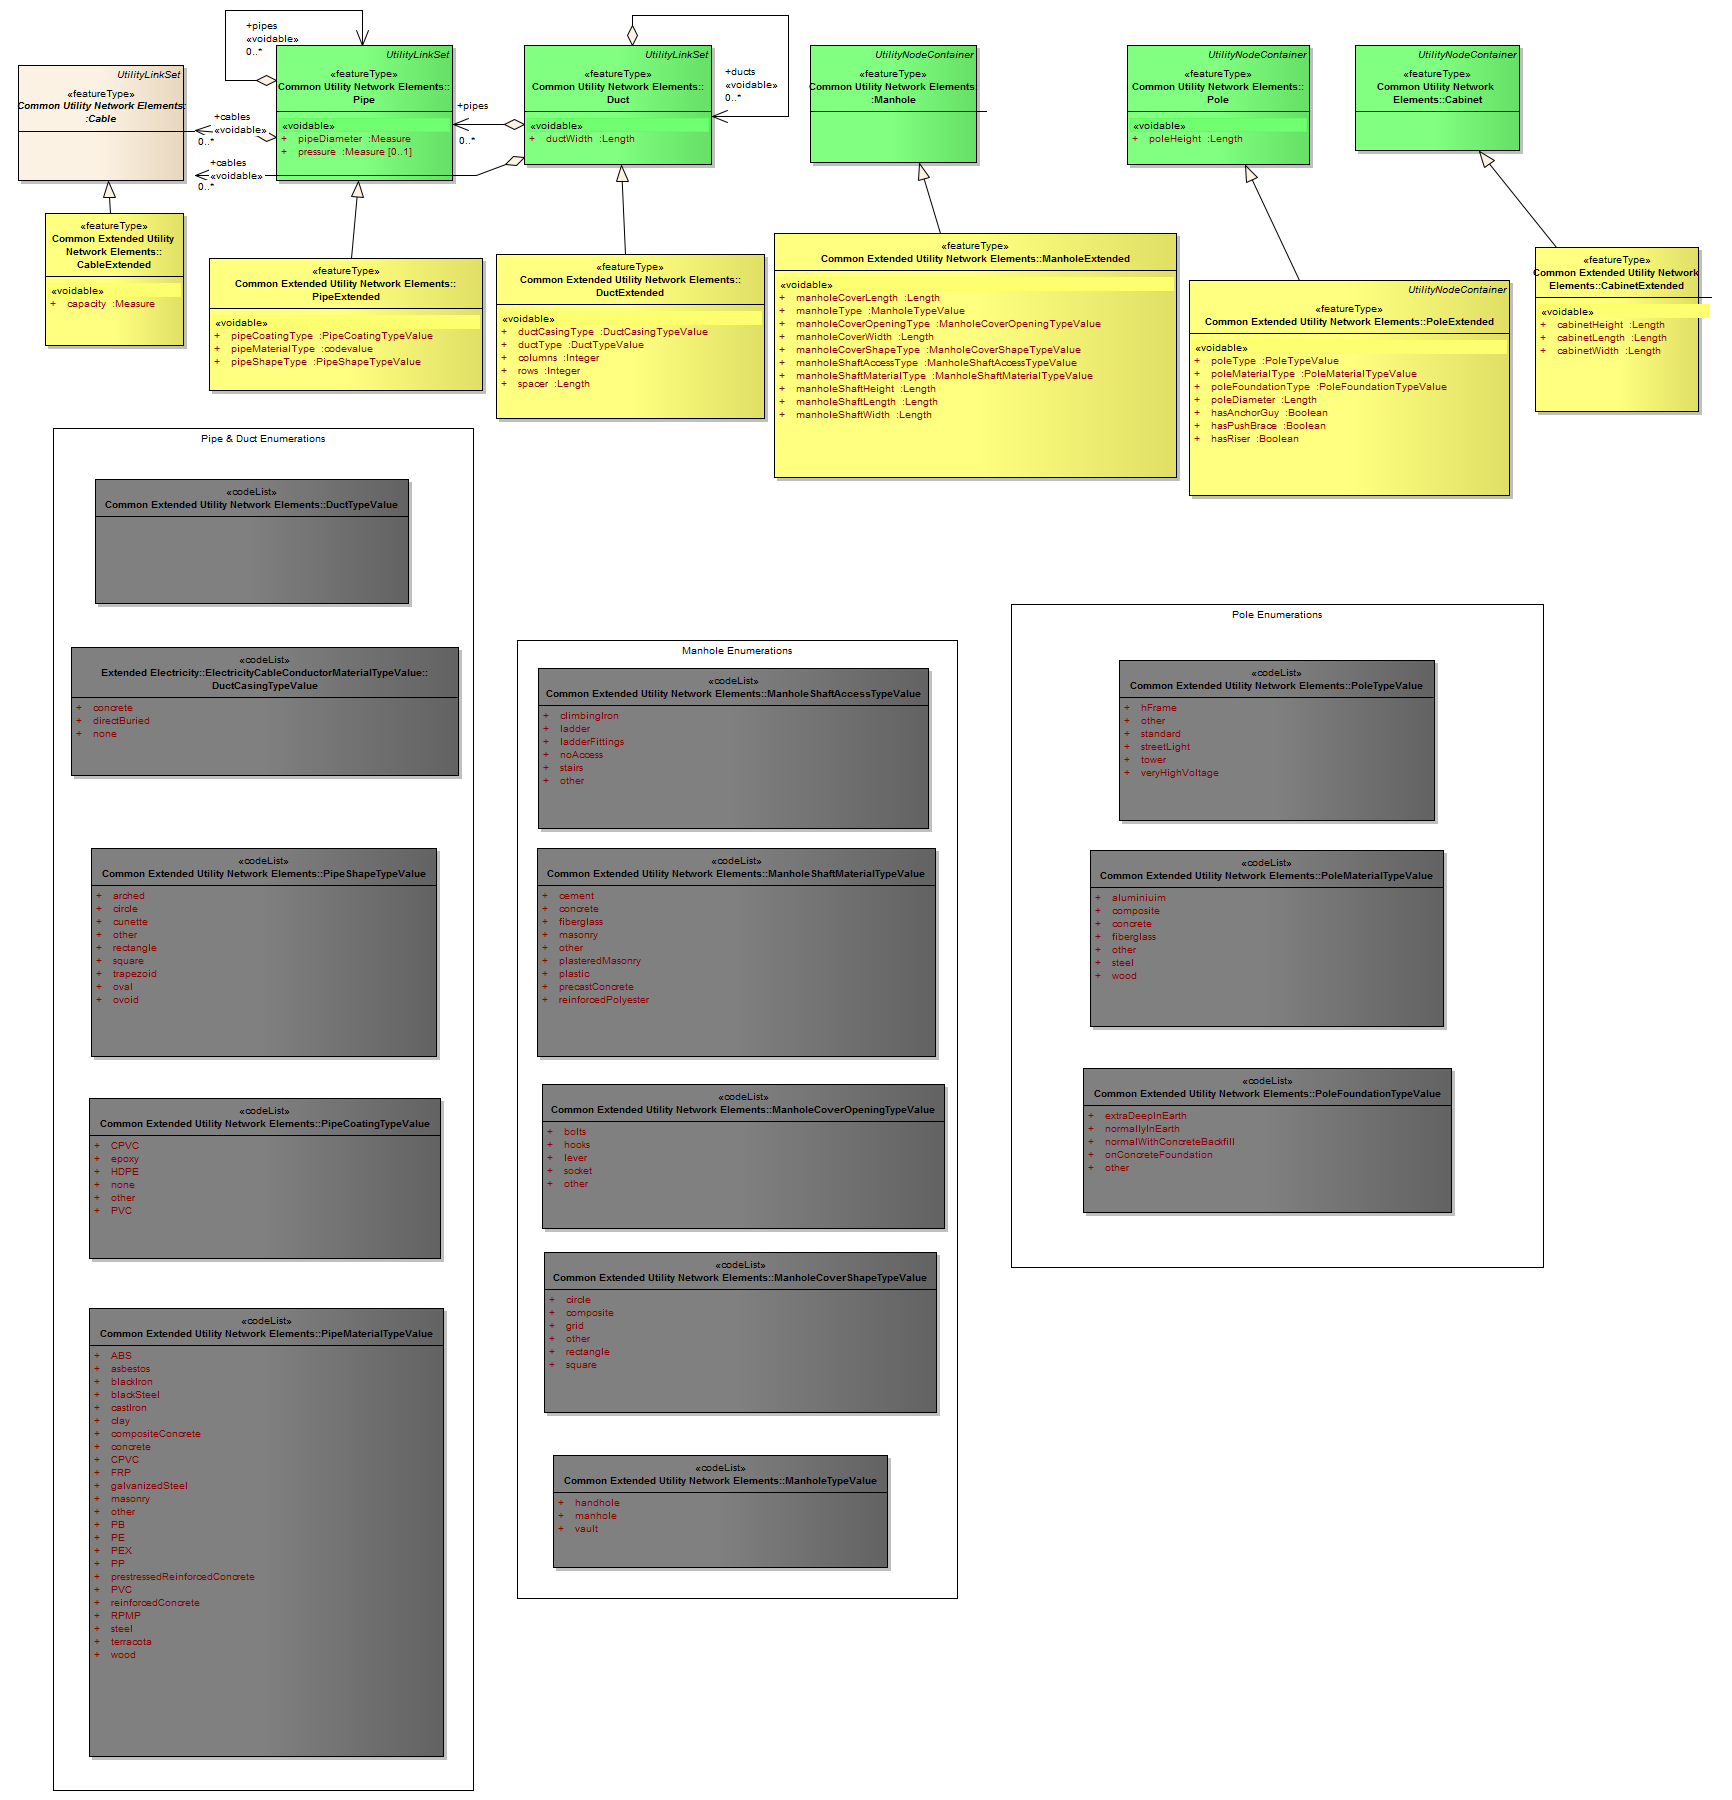 +pipes
«voidable»
0..*
UtilityLinkSet
«featureType»
Common Utility Network Elements:
:Cable
+cables
«voidable»
0..*
+cables
«voidable»
0..*
UtilityLinkSet
«featureType»
Common Utility Network Elements::
Pipe
«voidable»
+ pipeDiameter :Measure
+ pressure :Measure [0..1]
+pipes
0..*
UtilityLinkSet
«featureType»
Common Utility Network Elements::
Duct
«voidable»
+ ductWidth :Length
+ducts
«voidable»
0..*
UtilityNodeContainer
«featureType»
Common Utility Network Elements:
:Manhole
UtilityNodeContainer
«featureType»
Common Utility Network Elements::
Pole
«voidable»
+ poleHeight :Length
UtilityNodeContainer
«featureType»
Common Utility Network
Elements::Cabinet
«featureType»
Common Extended Utility
Network Elements::
CableExtended
«voidable»
+ capacity :Measure
«featureType»
Common Extended Utility Network Elements::
PipeExtended
«voidable»
+ pipeCoatingType :PipeCoatingTypeValue
+ pipeMaterialType :codevalue
+ pipeShapeType :PipeShapeTypeValue
«featureType»
Common Extended Utility Network Elements::
DuctExtended
«voidable»
+ ductCasingType :DuctCasingTypeValue
+ ductType :DuctTypeValue
+ columns :Integer
+ rows :Integer
+ spacer :Length
«featureType»
Common Extended Utility Network Elements::ManholeExtended
«voidable»
+ manholeCoverLength :Length
+ manholeType :ManholeTypeValue
+ manholeCoverOpeningType :ManholeCoverOpeningTypeValue
+ manholeCoverWidth :Length
+ manholeCoverShapeType :ManholeCoverShapeTypeValue
+ manholeShaftAccessType :ManholeShaftAccessTypeValue
+ manholeShaftMaterialType :ManholeShaftMaterialTypeValue
+ manholeShaftHeight :Length
+ manholeShaftLength :Length
+ manholeShaftWidth :Length
UtilityNodeContainer
«featureType»
Common Extended Utility Network Elements::PoleExtended
«voidable»
+ poleType :PoleTypeValue
+ poleMaterialType :PoleMaterialTypeValue
+ poleFoundationType :PoleFoundationTypeValue
+ poleDiameter :Length
+ hasAnchorGuy :Boolean
+ hasPushBrace :Boolean
+ hasRiser :Boolean
«featureType»
Common Extended Utility Network
Elements::CabinetExtended
«voidable»
+ cabinetHeight :Length
+ cabinetLength :Length
+ cabinetWidth :Length
Pipe & Duct Enumerations
«codeList»
Common Extended Utility Network Elements::DuctTypeValue
«codeList»
Extended Electricity::ElectricityCableConductorMaterialTypeValue::
DuctCasingTypeValue
+ concrete
+ directBuried
+ none
«codeList»
Common Extended Utility Network Elements::PipeShapeTypeValue
+ arched
+ circle
+ cunette
+ other
+ rectangle
+ square
+ trapezoid
+ oval
+ ovoid
«codeList»
Common Extended Utility Network Elements::PipeCoatingTypeValue
+ CPVC
+ epoxy
+ HDPE
+ none
+ other
+ PVC
«codeList»
Common Extended Utility Network Elements::PipeMaterialTypeValue
+ ABS
+ asbestos
+ blackIron
+ blackSteel
+ castIron
+ clay
+ compositeConcrete
+ concrete
+ CPVC
+ FRP
+ galvanizedSteel
+ masonry
+ other
+ PB
+ PE
+ PEX
+ PP
+ prestressedReinforcedConcrete
+ PVC
+ reinforcedConcrete
+ RPMP
+ steel
+ terracota
+ wood
Manhole Enumerations
«codeList»
Common Extended Utility Network Elements::ManholeShaftAccessTypeValue
+ climbingIron
+ ladder
+ ladderFittings
+ noAccess
+ stairs
+ other
«codeList»
Common Extended Utility Network Elements::ManholeShaftMaterialTypeValue
+ cement
+ concrete
+ fiberglass
+ masonry
+ other
+ plasteredMasonry
+ plastic
+ precastConcrete
+ reinforcedPolyester
«codeList»
Common Extended Utility Network Elements::ManholeCoverOpeningTypeValue
+ bolts
+ hooks
+ lever
+ socket
+ other
«codeList»
Common Extended Utility Network Elements::ManholeCoverShapeTypeValue
+ circle
+ composite
+ grid
+ other
+ rectangle
+ square
«codeList»
Common Extended Utility Network Elements::ManholeTypeValue
+ handhole
+ manhole
+ vault
Pole Enumerations
«codeList»
Common Extended Utility Network Elements::PoleTypeValue
+ hFrame
+ other
+ standard
+ streetLight
+ tower
+ veryHighVoltage
«codeList»
Common Extended Utility Network Elements::PoleMaterialTypeValue
+ aluminiuim
+ composite
+ concrete
+ fiberglass
+ other
+ steel
+ wood
«codeList»
Common Extended Utility Network Elements::PoleFoundationTypeValue
+ extraDeepInEarth
+ normallyInEarth
+ normalWithConcreteBackfill
+ onConcreteFoundation
+ other